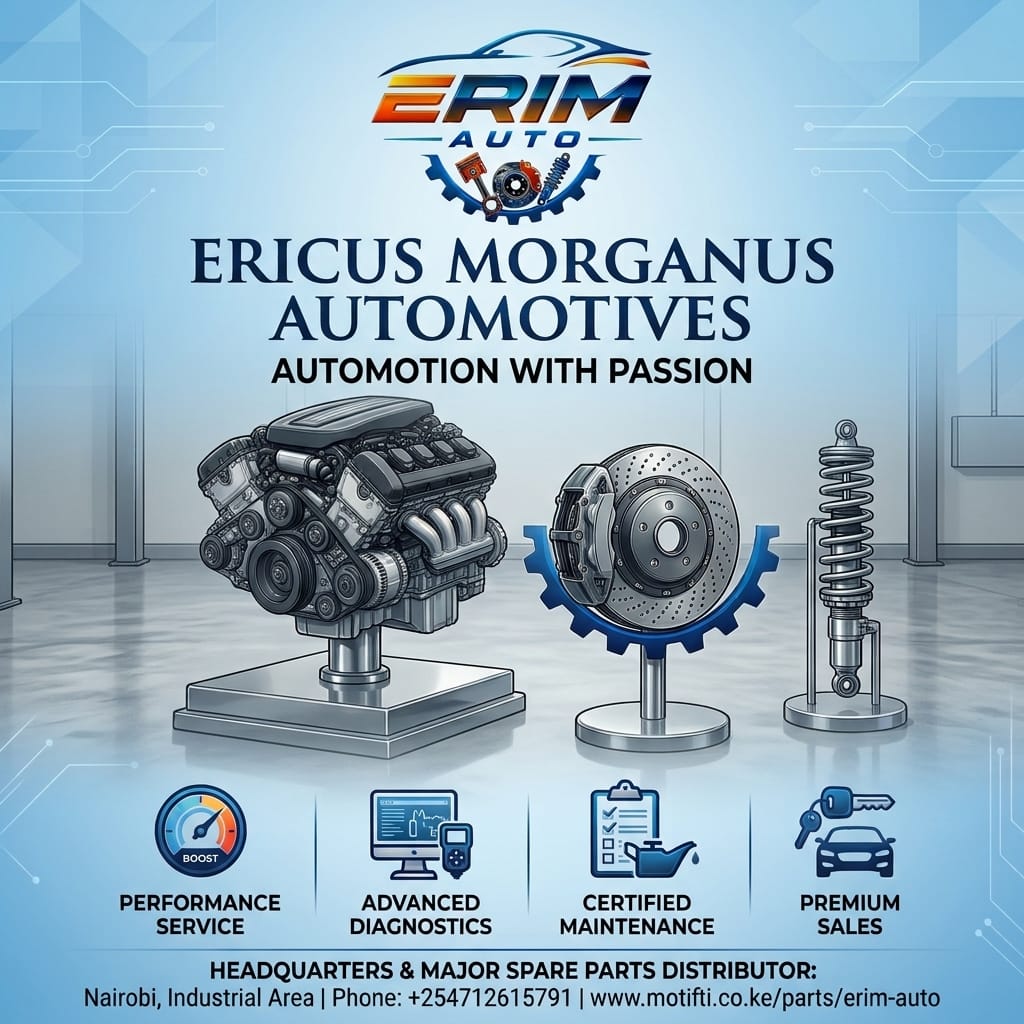 ERIM
AUTO
ERICUS MORGANUS
AUTOMOTIVES
AUTOMOTION WITH PASSION
BOOST
PERFORMANCE
SERVICE
ADVANCED
DIAGNOSTICS
CERTIFIED
MAINTENANCE
PREMIUM
SALES
HEADQUARTERS & MAJOR SPARE PARTS DISTRIBUTOR:
Nairobi, Industrial Area | Phone: +254712615791 | www.motifti.co.ke/parts/erim-auto